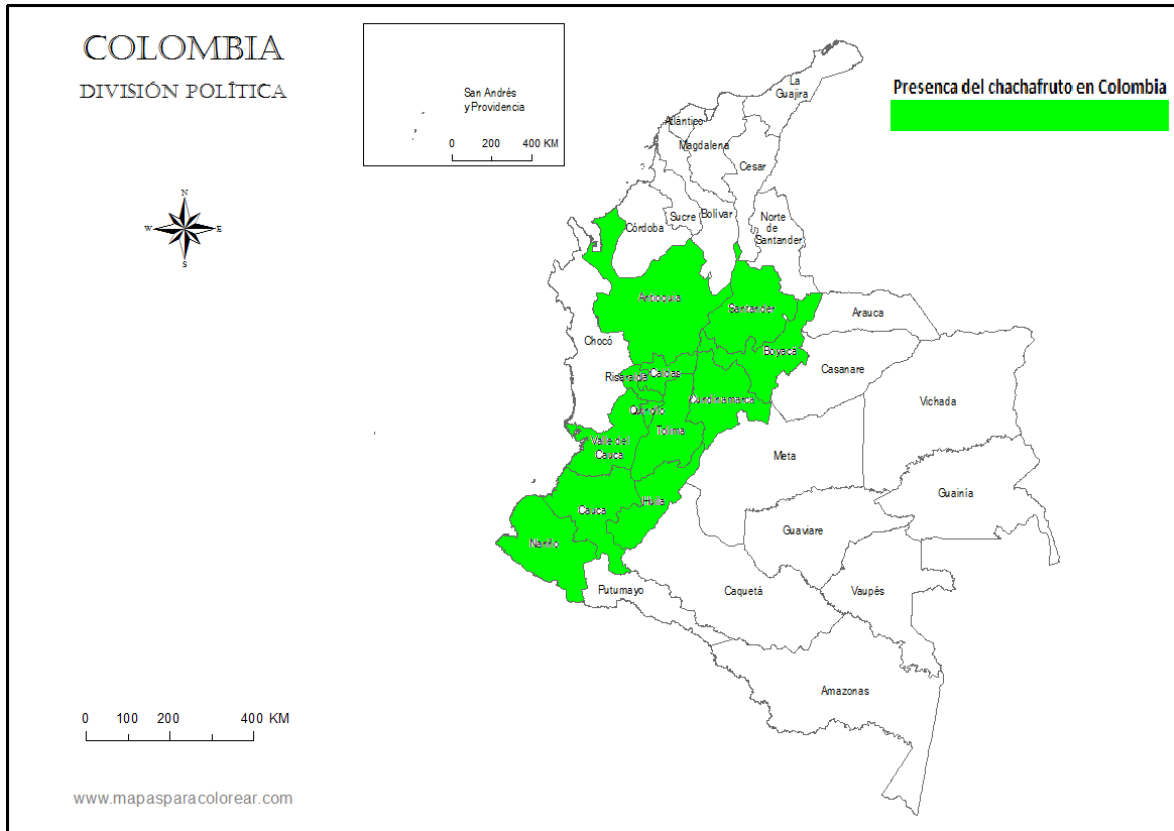 COLOMBIA
DIVISIÓN POLÍTICA
San Andrés
y Providencia
0 200 400 KM
Presenca del chachafruto en Colombia
N
W E
S
La
Guajira
Atlántico
Magdalena
Cesar
Córdoba
Sucre
Bolívar
Norte
de
Santander
Antioquia
Santander
Arauca
Chocó
Boyacá
Risaralda
Caldas
Casanare
Cundinamarca
Vichada
Quindío
Tolima
Valle del
Cauca
Meta
Guainía
Huila
Cauca
Guaviare
Nariño
Putumayo
Caquetá
Vaupés
Amazonas
0 100 200 400 KM
www.mapasparacolorear.com